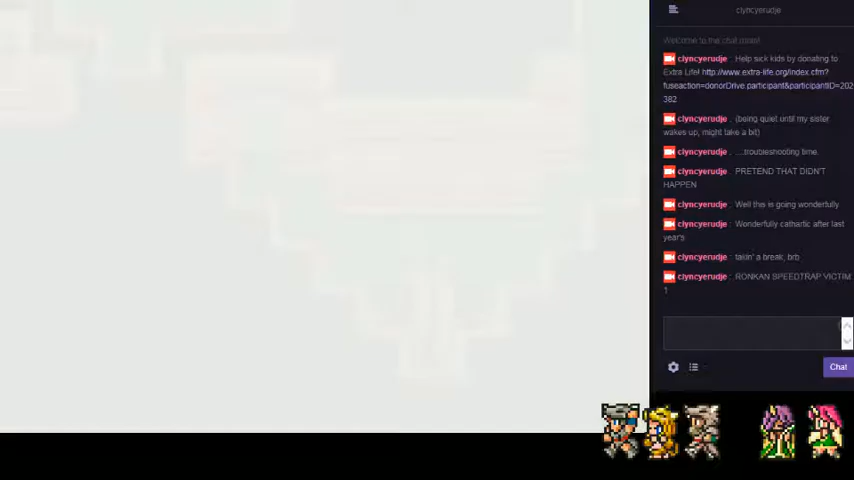 clyncyerudje
Welcome to the chat room!
clyncyerudje : Help sick kids by donating to
Extra Life! http://www.extra-life.org/index.cfm?
fuseaction=donorDrive.participant&participantID=202
382
clyncyerudje : (being quiet until my sister
wakes up, might take a bit)
clyncyerudje : ....troubleshooting time.
clyncyerudje : PRETEND THAT DIDN'T
HAPPEN
clyncyerudje : Well this is going wonderfully
clyncyerudje : Wonderfully cathartic after last
year's
clyncyerudje : takin' a break, brb
clyncyerudje : RONKAN SPEEDTRAP VICTIM
1
Chat